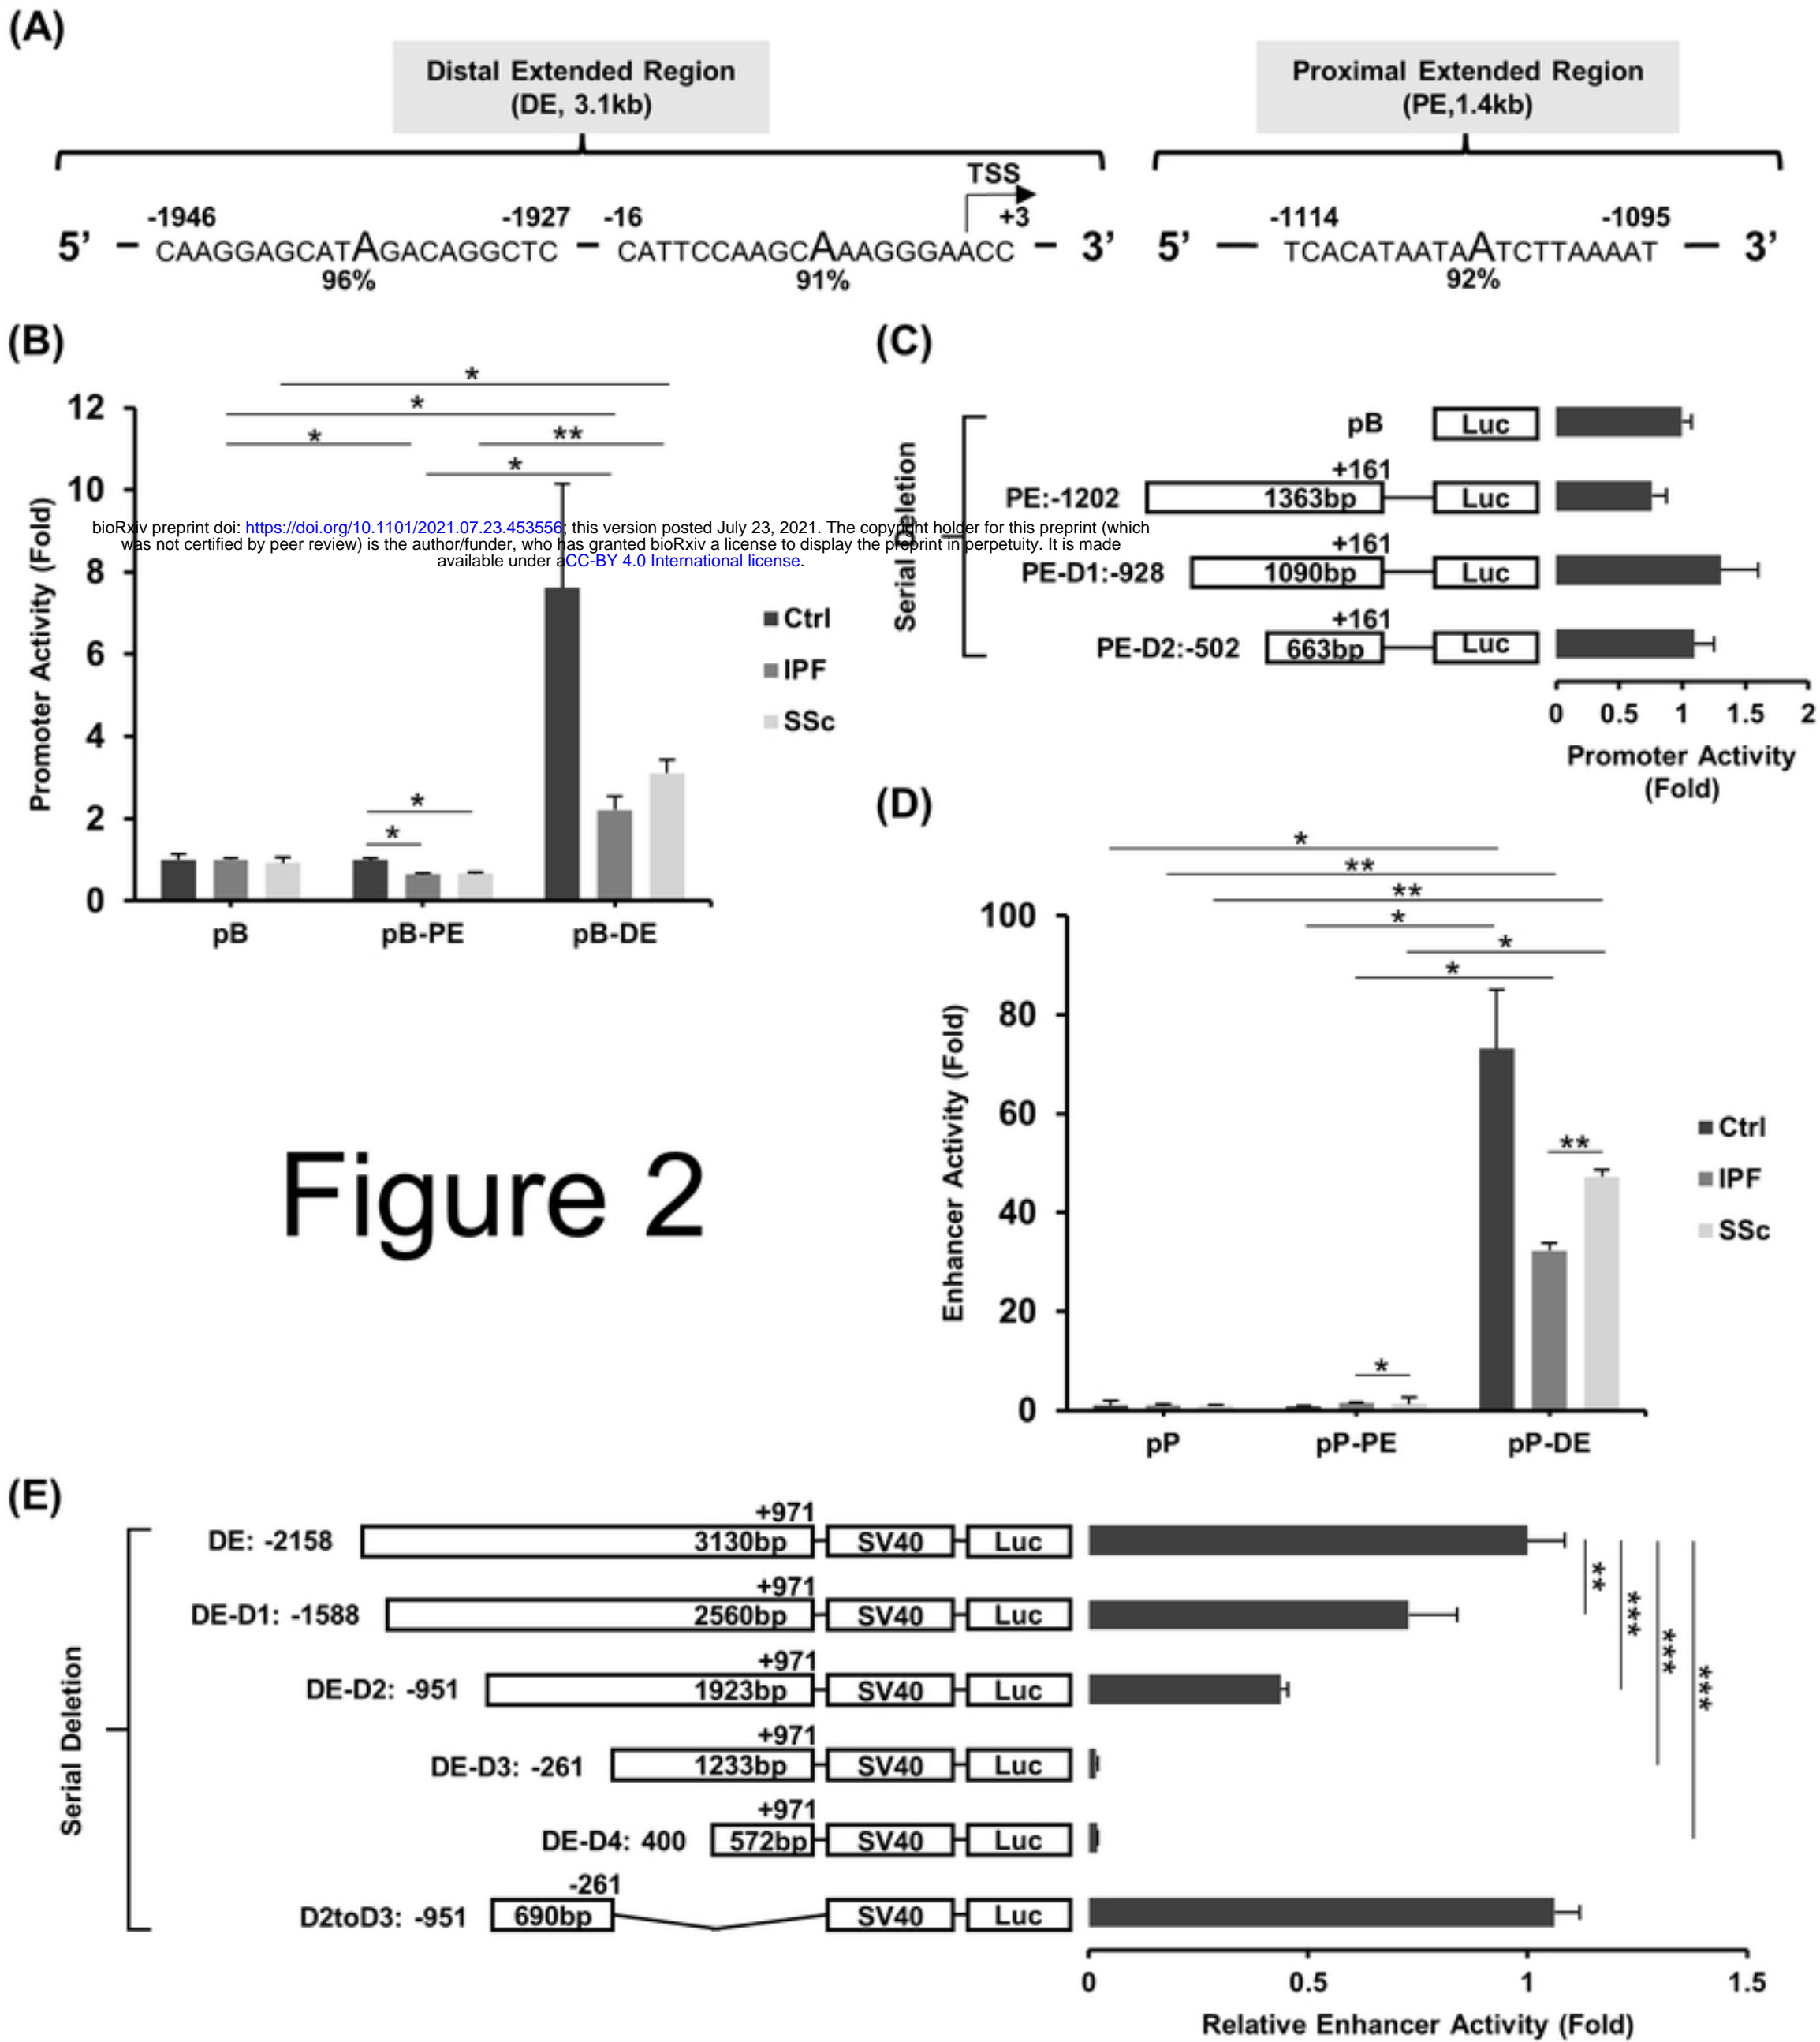 (A)
Distal Extended Region
(DE, 3.1kb)
Proximal Extended Region
(PE,1.4kb)
TSS
-1946 -1927 -16 +3 -1114 -1095
5’ – CAAGGAGCATAGACAGGCTC – CATTCCAAGCAAAGGGAACC – 3’ 5’ — TCACATAATAATCTTAAAAT — 3’
96% 91% 92%
(B)
*
*
* **
*
12
10
8
6
4
2
0
Promoter Activity (Fold)
*
*
pB pB-PE pB-DE
Ctrl
IPF
SSc
bioRxiv preprint doi: https://doi.org/10.1101/2021.07.23.453556; this version posted July 23, 2021. The copyright holder for this preprint (which
was not certified by peer review) is the author/funder, who has granted bioRxiv a license to display the preprint in perpetuity. It is made
available under aCC-BY 4.0 International license.
(C)
Serial Deletion
pB Luc
+161
PE:-1202 1363bp Luc
+161
PE-D1:-928 1090bp Luc
+161
PE-D2:-502 663bp Luc
0 0.5 1 1.5 2
Promoter Activity
(Fold)
(D)
*
**
**
*
*
*
100
80
60
40
20
0
Enhancer Activity (Fold)
**
*
pP pP-PE pP-DE
Ctrl
IPF
SSc
Figure 2
(E)
Serial Deletion
+971
DE: -2158 3130bp SV40 Luc
+971
DE-D1: -1588 2560bp SV40 Luc
+971
DE-D2: -951 1923bp SV40 Luc
+971
DE-D3: -261 1233bp SV40 Luc
+971
DE-D4: 400 572bp SV40 Luc
-261
D2toD3: -951 690bp SV40 Luc
**
***
***
***
0 0.5 1 1.5
Relative Enhancer Activity (Fold)